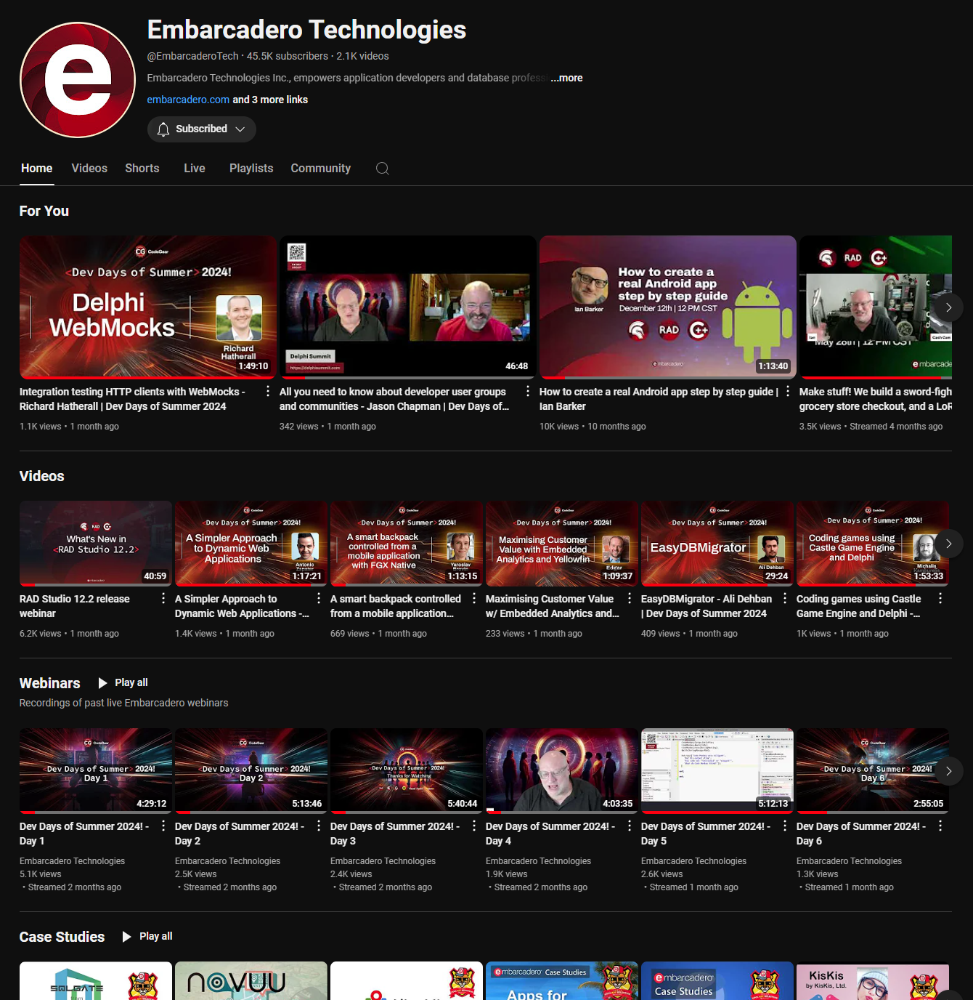 Embarcadero Technologies
@EmbarcaderoTech · 45.5K subscribers · 2.1K videos
Embarcadero Technologies Inc., empowers application developers and database profess ...more
embarcadero.com and 3 more links
Subscribed
Home Videos Shorts Live Playlists Community
For You
CG CodeGear
<Dev Days of Summer> 2024!
Delphi
WebMocks
Richard
Hatherall
1:49:10
Integration testing HTTP clients with WebMocks -
Richard Hatherall | Dev Days of Summer 2024
1.1K views • 1 month ago
Delphi Summit
https://delphisummit.com
46:48
All you need to know about developer user groups
and communities - Jason Chapman | Dev Days of...
342 views • 1 month ago
How to create a
real Android app
step by step guide
December 12th | 12 PM CST
Ian Barker
RAD
embarcadero
1:13:40
How to create a real Android app step by step guide |
Ian Barker
10K views • 10 months ago
RAD
Ian
Cash Cam
May 28th | 12 PM CST
embarcade
Make stuff! We build a sword-figh
grocery store checkout, and a LoR
3.5K views • Streamed 4 months ago
Videos
RAD
What's New in
<RAD Studio 12.2>
embarcadero
40:59
RAD Studio 12.2 release
webinar
6.2K views • 1 month ago
CG CodeGear
<Dev Days of Summer> 2024!
A Simpler Approach
to Dynamic Web
Applications
Antonio
1:17:21
A Simpler Approach to
Dynamic Web Applications -...
1.4K views • 1 month ago
CG CodeGear
<Dev Days of Summer> 2024!
A smart backpack
controlled from a
mobile application
with FGX Native
Yaroslav
1:13:15
A smart backpack controlled
from a mobile application...
669 views • 1 month ago
CG CodeGear
<Dev Days of Summer> 2024!
Maximising Customer
Value with Embedded
Analytics and Yellowfin
Edgar
1:09:37
Maximising Customer Value
w/ Embedded Analytics and...
233 views • 1 month ago
CG CodeGear
<Dev Days of Summer> 2024!
EasyDBMigrator
Ali Dehban
29:24
EasyDBMigrator - Ali Dehban
| Dev Days of Summer 2024
409 views • 1 month ago
CG CodeGear
<Dev Days of Summer> 2024!
Coding games using
Castle Game Engine
and Delphi
Michalis
1:53:33
Coding games using Castle
Game Engine and Delphi -...
1K views • 1 month ago
Webinars Play all
Recordings of past live Embarcadero webinars
CG CodeGear
<Dev Days of Summer> 2024!
Day 1
4:29:12
Dev Days of Summer 2024! -
Day 1
Embarcadero Technologies
5.1K views
• Streamed 2 months ago
CG CodeGear
<Dev Days of Summer> 2024!
Day 2
5:13:46
Dev Days of Summer 2024! -
Day 2
Embarcadero Technologies
2.5K views
• Streamed 2 months ago
<Dev Days of Summer> 2024!
Thanks for Watching
5:40:44
Dev Days of Summer 2024! -
Day 3
Embarcadero Technologies
2.4K views
• Streamed 2 months ago
4:03:35
Dev Days of Summer 2024! -
Day 4
Embarcadero Technologies
1.9K views
• Streamed 2 months ago
5:12:13
Dev Days of Summer 2024! -
Day 5
Embarcadero Technologies
2.6K views
• Streamed 1 month ago
CG CodeGear
<Dev Days of Summer> 2024!
Day 6
2:55:05
Dev Days of Summer 2024! -
Day 6
Embarcadero Technologies
1.3K views
• Streamed 1 month ago
Case Studies Play all
SQLGATE
NOVUU
embarcadero Case Studies
Apps for
embarcadero
Case Studies
KisKis
by KisKis, Ltd.